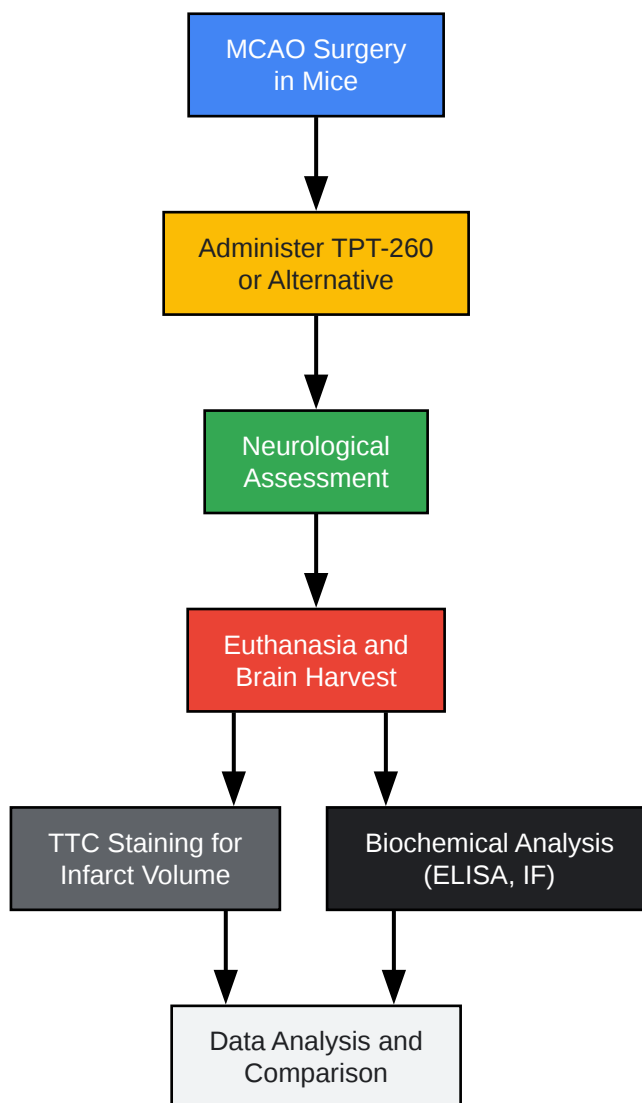 MCAO Surgery
in Mice
Administer TPT-260
or Alternative
Neurological
Assessment
Euthanasia and
Brain Harvest
TTC Staining for
Infarct Volume
Biochemical Analysis
(ELISA, IF)
Data Analysis and
Comparison